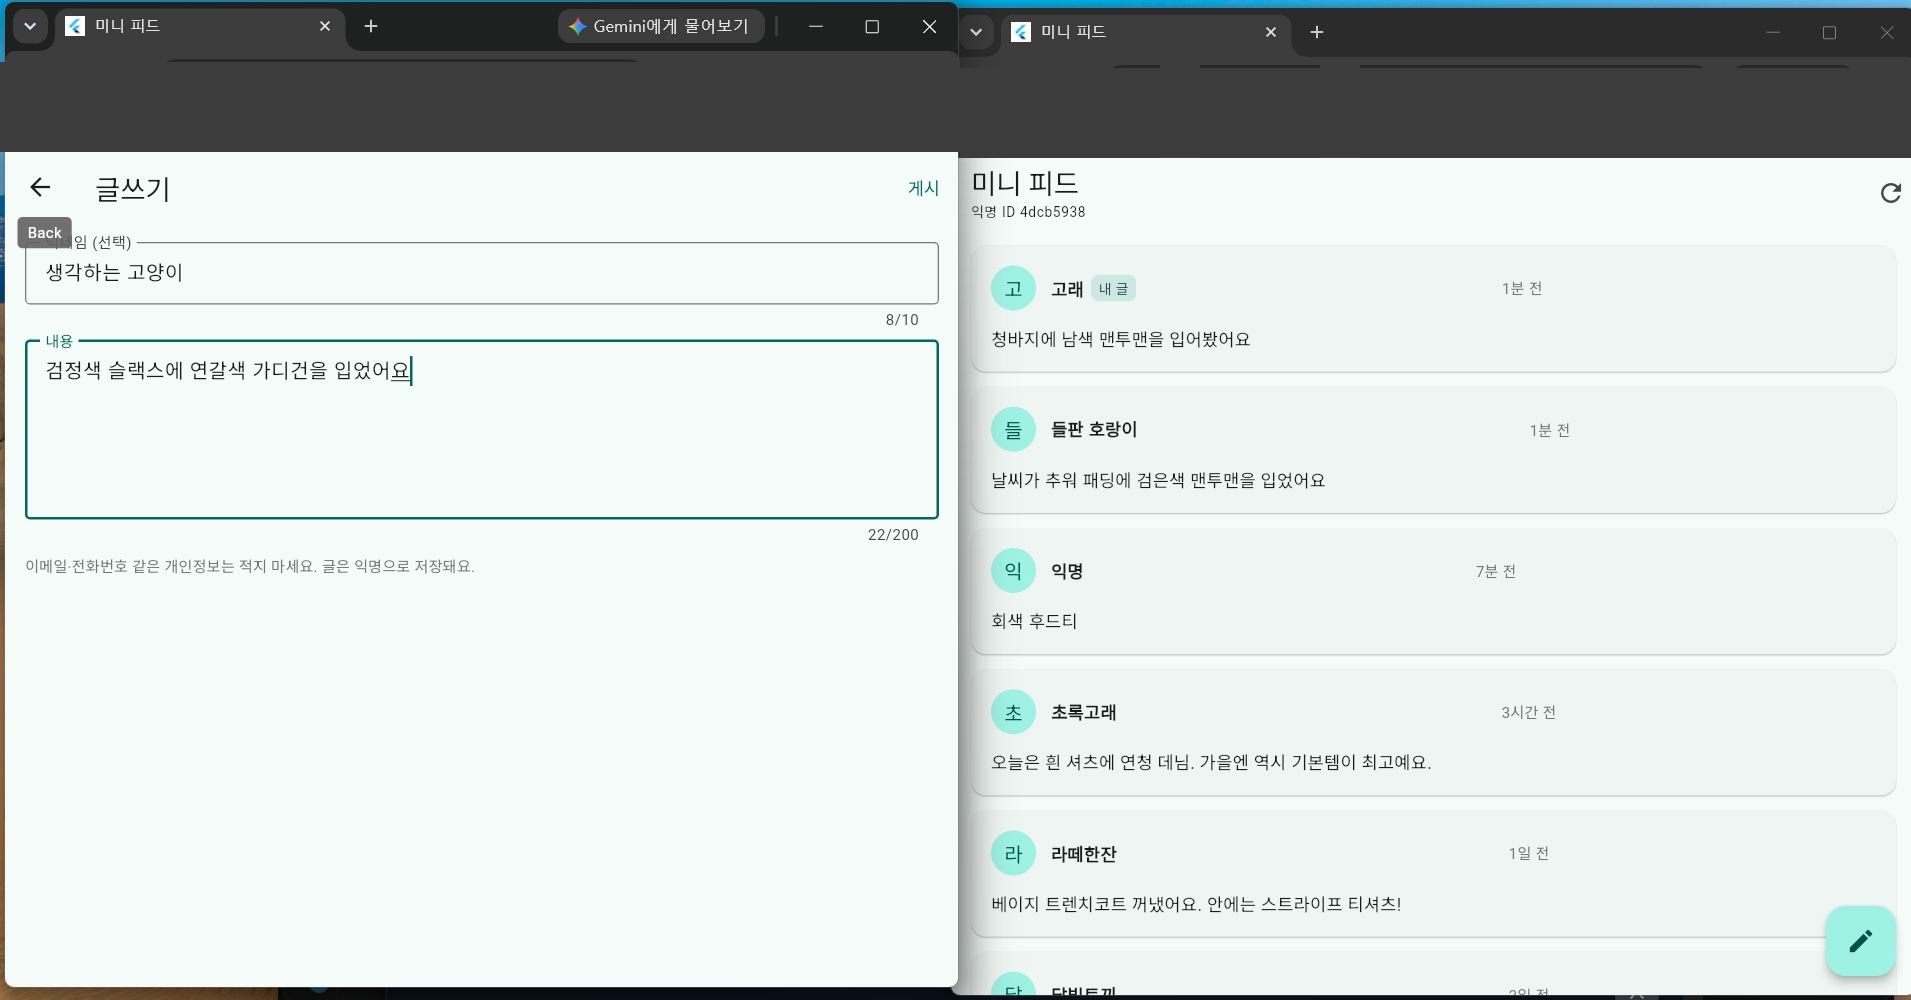 미니 피드
Gemini에게 물어보기
글쓰기
게시
Back
임 (선택)
생각하는 고양이
8/10
내용
검정색 슬랙스에 연갈색 가디건을 입었어요
22/200
이메일·전화번호 같은 개인정보는 적지 마세요. 글은 익명으로 저장돼요.
미니 피드
미니 피드
익명 ID 4dcb5938
고
고래
내 글
1분 전
청바지에 남색 맨투맨을 입어봤어요
들
들판 호랑이
1분 전
날씨가 추워 패딩에 검은색 맨투맨을 입었어요
익
익명
7분 전
회색 후드티
초
초록고래
3시간 전
오늘은 흰 셔츠에 연청 데님. 가을엔 역시 기본템이 최고예요.
라
라떼한잔
1일 전
베이지 트렌치코트 꺼냈어요. 안에는 스트라이프 티셔츠!